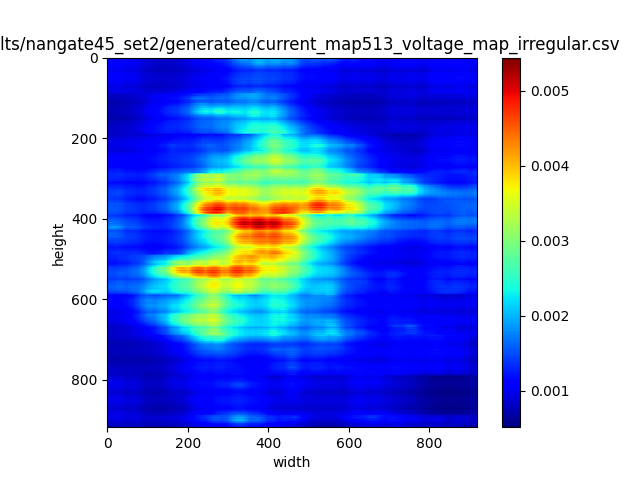 lts/nangate45_set2/generated/current_map513_voltage_map_irregular.csv
0
200
400
600
800
height
0 200 400 600 800
width
0.005
0.004
0.003
0.002
0.001